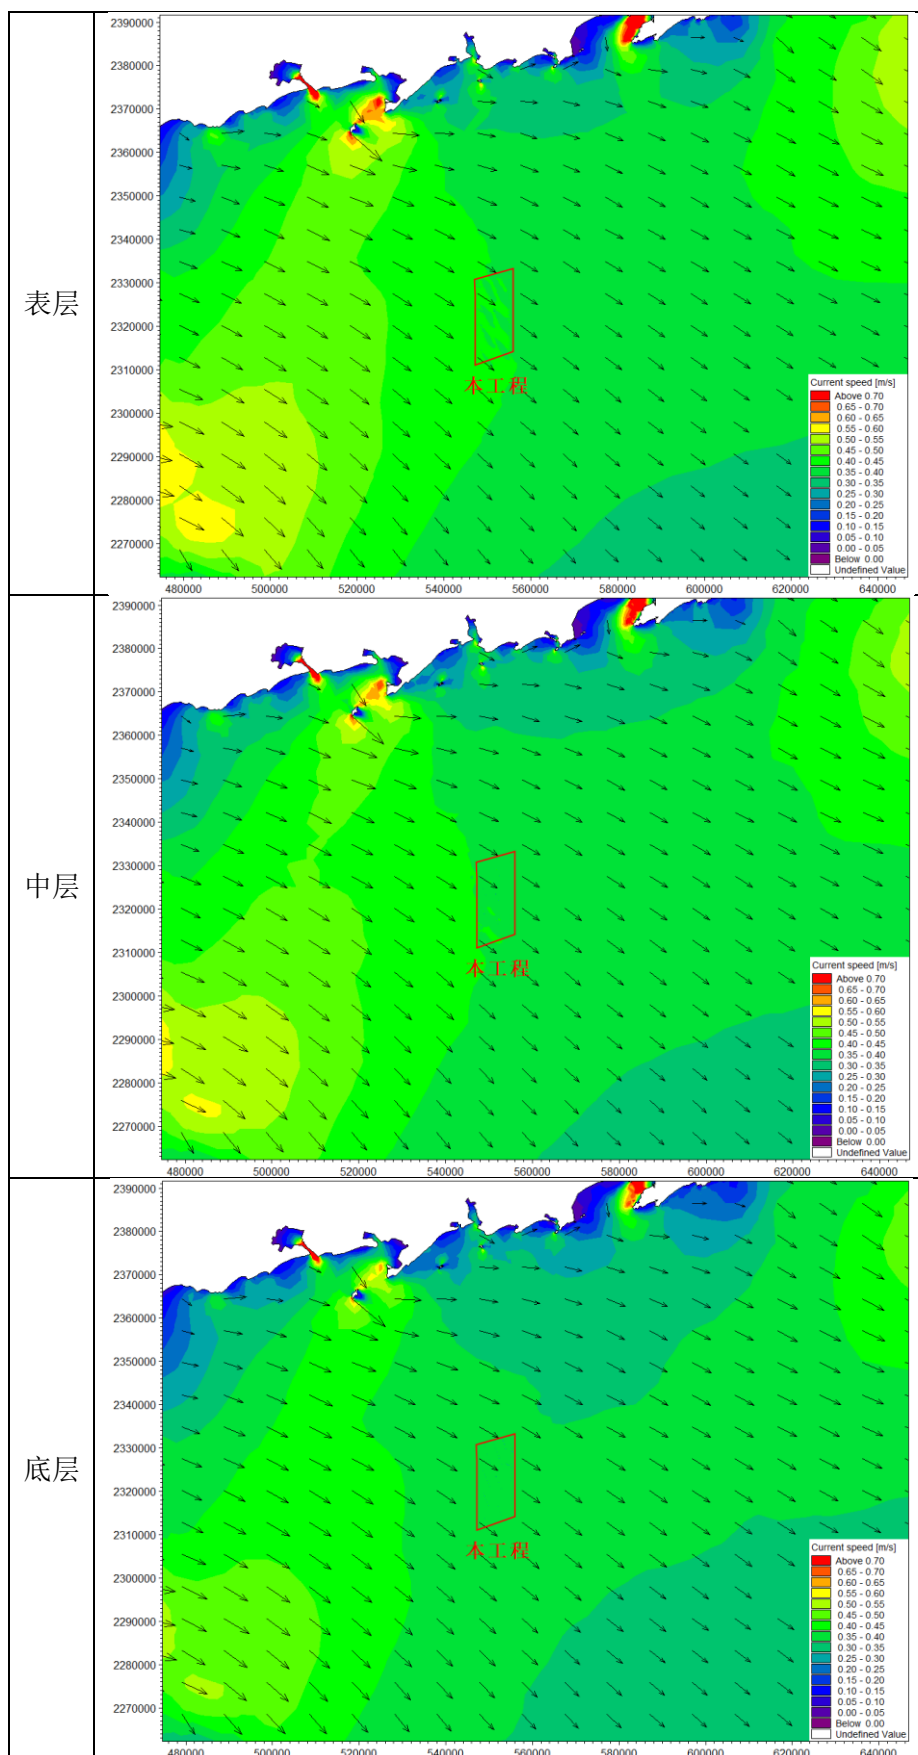 表层
2390000
2380000
2370000
2360000
2350000
2340000
2330000
2320000
2310000
2300000
2290000
2280000
2270000
本工程
Current speed [m/s]
Above 0.70
0.65 - 0.70
0.60 - 0.65
0.55 - 0.60
0.50 - 0.55
0.45 - 0.50
0.40 - 0.45
0.35 - 0.40
0.30 - 0.35
0.25 - 0.30
0.20 - 0.25
0.15 - 0.20
0.10 - 0.15
0.05 - 0.10
0.00 - 0.05
Below 0.00
Undefined Value
480000 500000 520000 540000 560000 580000 600000 620000 640000
中层
2390000
2380000
2370000
2360000
2350000
2340000
2330000
2320000
2310000
2300000
2290000
2280000
2270000
本工程
Current speed [m/s]
Above 0.70
0.65 - 0.70
0.60 - 0.65
0.55 - 0.60
0.50 - 0.55
0.45 - 0.50
0.40 - 0.45
0.35 - 0.40
0.30 - 0.35
0.25 - 0.30
0.20 - 0.25
0.15 - 0.20
0.10 - 0.15
0.05 - 0.10
0.00 - 0.05
Below 0.00
Undefined Value
480000 500000 520000 540000 560000 580000 600000 620000 640000
底层
2390000
2380000
2370000
2360000
2350000
2340000
2330000
2320000
2310000
2300000
2290000
2280000
2270000
本工程
Current speed [m/s]
Above 0.70
0.65 - 0.70
0.60 - 0.65
0.55 - 0.60
0.50 - 0.55
0.45 - 0.50
0.40 - 0.45
0.35 - 0.40
0.30 - 0.35
0.25 - 0.30
0.20 - 0.25
0.15 - 0.20
0.10 - 0.15
0.05 - 0.10
0.00 - 0.05
Below 0.00
Undefined Value
480000 500000 520000 540000 560000 580000 600000 620000 640000